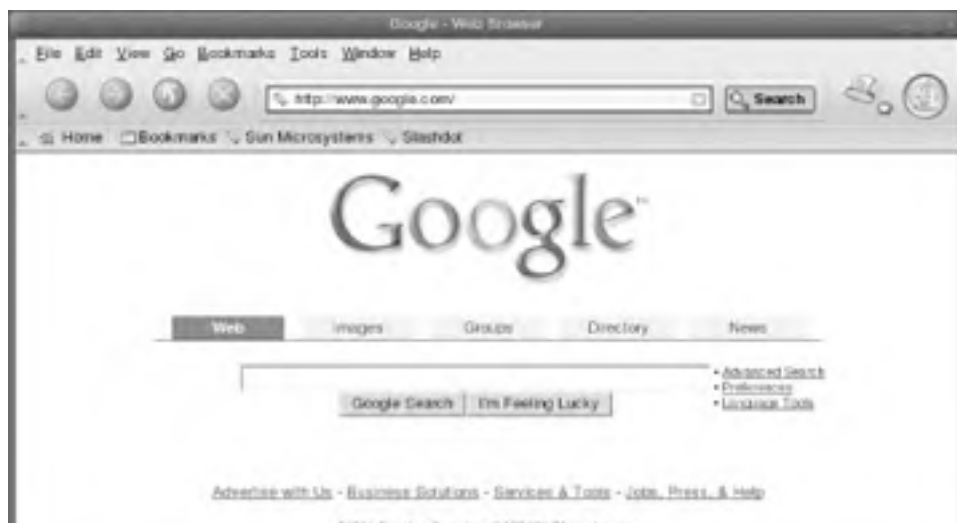 Google - Web Browser
File Edit View Go Bookmarks Tools Window Help
http://www.google.com/ Search
Home Bookmarks Sun Microsystems Slashdot
Google™
Web Images Groups Directory News
Advanced Search
Preferences
Language Tools
Google Search I'm Feeling Lucky
Advertise with Us - Business Solutions - Services & Tools - Jobs, Press, & Help